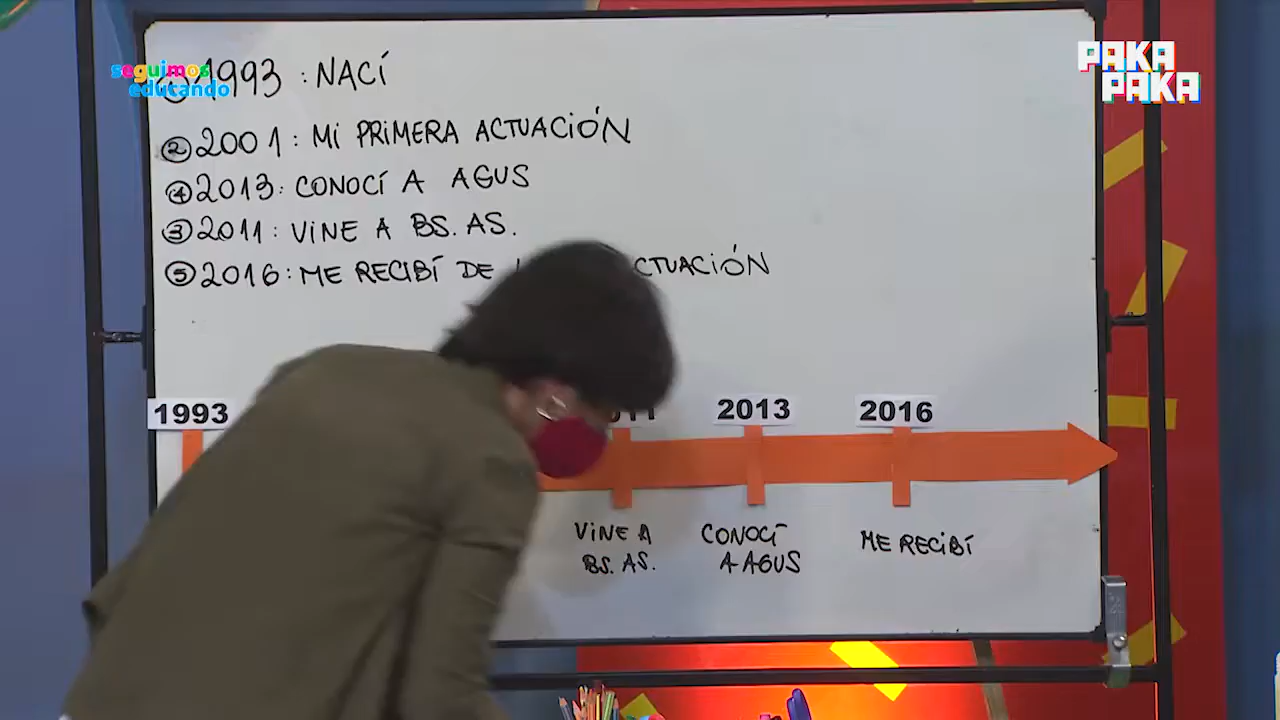 seguimos
educando
PAKA
PAKA
① 1993 : NACÍ
② 2001 : MI PRIMERA ACTUACIÓN
④ 2013: CONOCÍ A AGUS
③ 2011: VINE A BS. AS.
⑤ 2016: ME RECIBÍ DE CTUACIÓN
1993
2013
2016
VINE A
BS. AS.
CONOCÍ
A AGUS
ME RECIBÍ